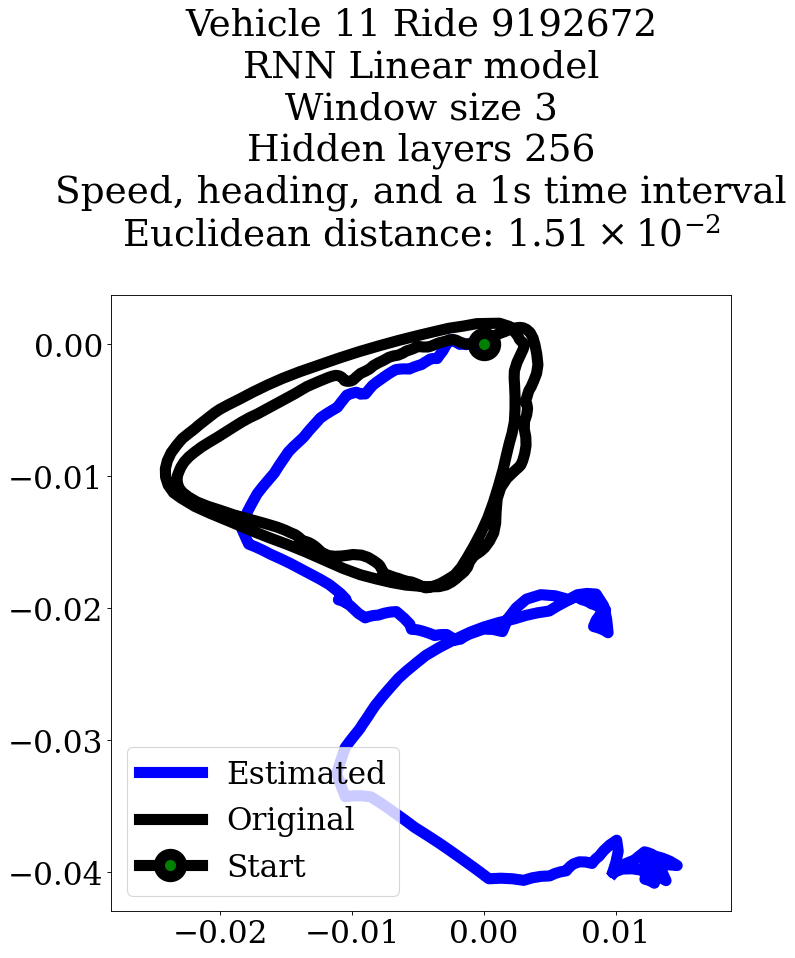 Vehicle 11 Ride 9192672
RNN Linear model
Window size 3
Hidden layers 256
Speed, heading, and a 1s time interval
Euclidean distance: 1.51 × 10⁻²
0.00
−0.01
−0.02
−0.03
−0.04
Estimated
Original
Start
−0.02 −0.01 0.00 0.01